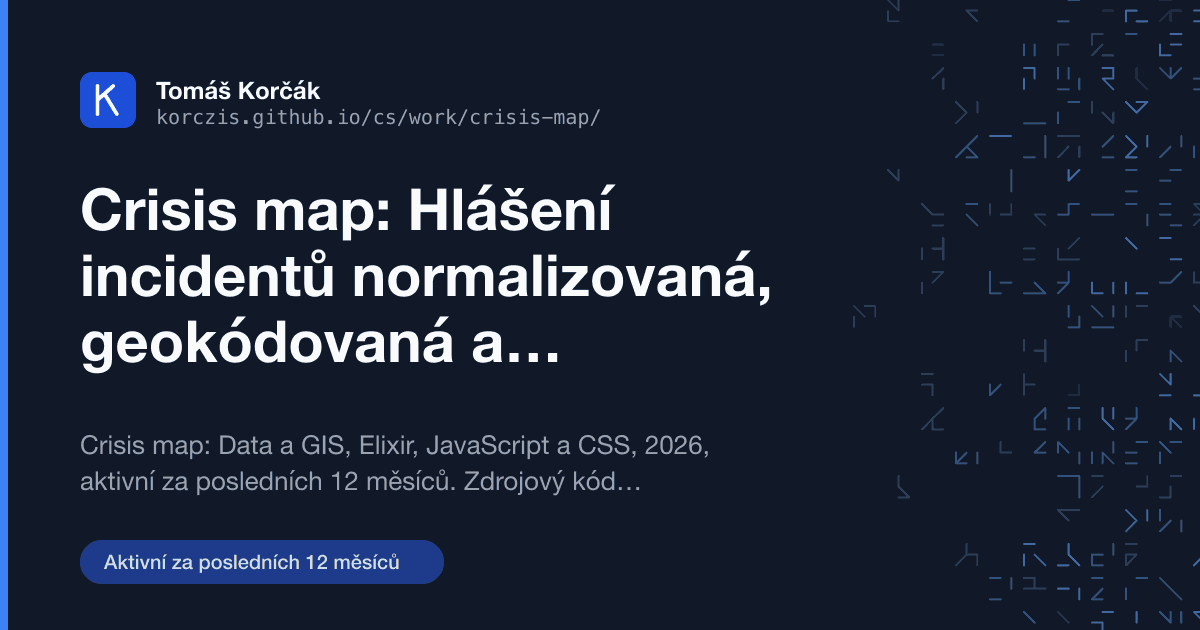 K
Tomáš Korčák
korczis.github.io/cs/work/crisis-map/
Crisis map: Hlášení
incidentů normalizovaná,
geokódovaná a…
Crisis map: Data a GIS, Elixir, JavaScript a CSS, 2026,
aktivní za posledních 12 měsíců. Zdrojový kód…
Aktivní za posledních 12 měsíců